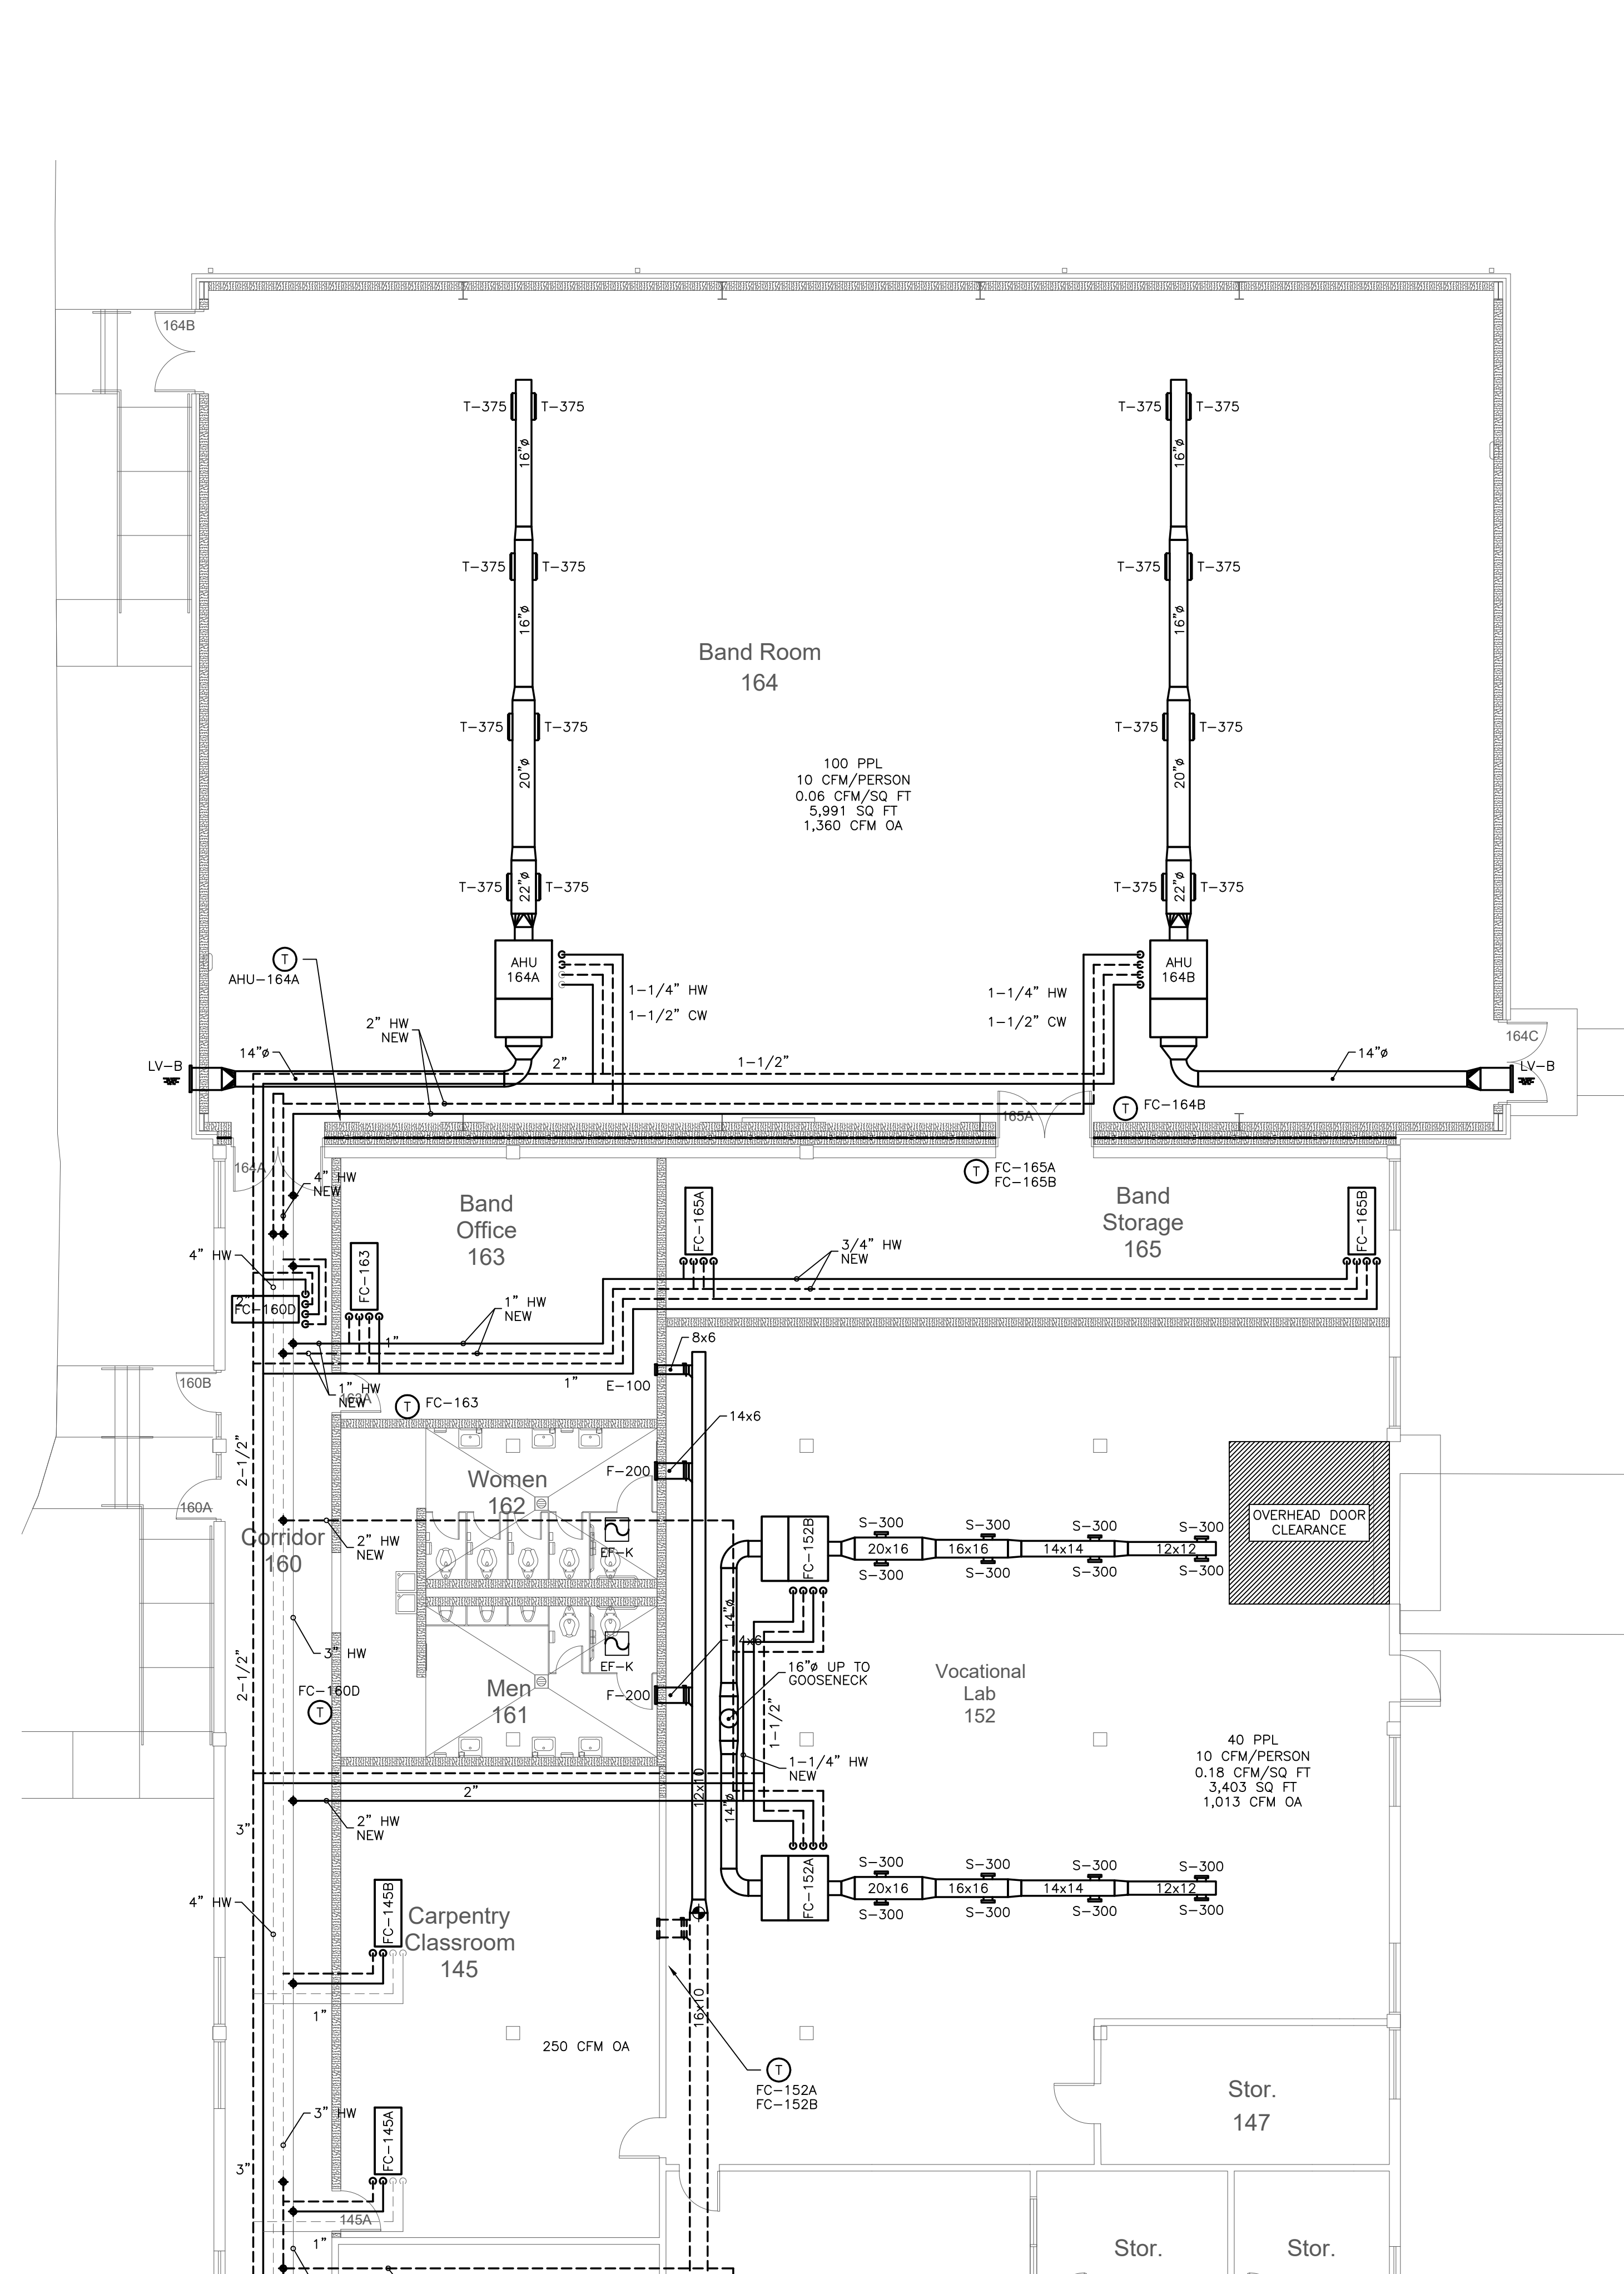 164B
T-375 T-375
T-375 T-375
16"ø
16"ø
T-375 T-375
T-375 T-375
16"ø
16"ø
Band Room
164
T-375 T-375
T-375 T-375
20"ø
20"ø
100 PPL
10 CFM/PERSON
0.06 CFM/SQ FT
5,991 SQ FT
1,360 CFM OA
T-375 T-375
T-375 T-375
22"ø
22"ø
T
AHU-164A
AHU
164A
AHU
164B
1-1/4" HW
1-1/2" CW
1-1/4" HW
1-1/2" CW
2" HW
NEW
164C
LV-B
14"ø
2"
1-1/2"
14"ø
LV-B
T FC-164B
165A
164A
4" HW
NEW
T FC-165A
FC-165B
Band
Office
163
FC-165A
Band
Storage
165
FC-165B
4" HW
FC-163
3/4" HW
NEW
2"
FC-160D
1" HW
NEW
1"
8x6
160B
1" HW
NEW
163A
1"
E-100
T FC-163
14x6
2-1/2"
Women
162
F-200
160A
Corridor
160
2" HW
NEW
EF-K
FC-152B
S-300 S-300 S-300 S-300
20x16 16x16 14x14 12x12
S-300 S-300 S-300 S-300
OVERHEAD DOOR
CLEARANCE
14"ø
3" HW
2-1/2"
EF-K
14x6
16"ø UP TO
GOOSENECK
Vocational
Lab
152
FC-160D
T
Men
161
F-200
1-1/2"
40 PPL
10 CFM/PERSON
0.18 CFM/SQ FT
3,403 SQ FT
1,013 CFM OA
1-1/4" HW
NEW
2"
12x10
14"ø
2" HW
NEW
3"
FC-152A
S-300 S-300 S-300 S-300
20x16 16x16 14x14 12x12
S-300 S-300 S-300 S-300
4" HW
FC-145B
Carpentry
Classroom
145
1"
16x10
250 CFM OA
T
FC-152A
FC-152B
Stor.
147
3" HW
FC-145A
3"
145A
1"
Stor.
Stor.